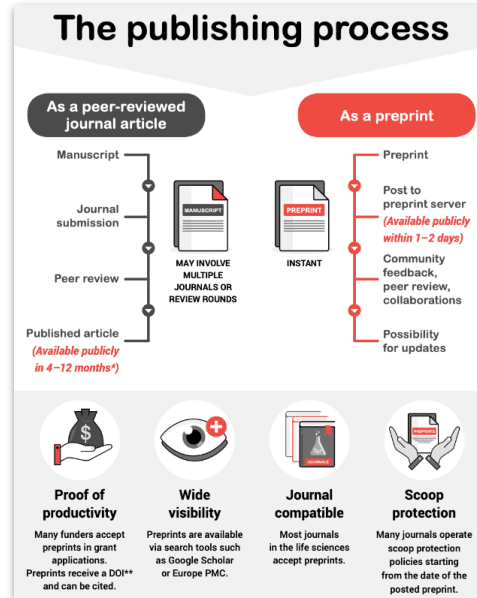 The publishing process
As a peer-reviewed
journal article
Manuscript
Journal
submission
Peer review
Published article
(Available publicly
in 4–12 months*)
MANUSCRIPT
MAY INVOLVE
MULTIPLE
JOURNALS OR
REVIEW ROUNDS
As a preprint
PREPRINT
INSTANT
Preprint
Post to
preprint server
(Available publicly
within 1–2 days)
Community
feedback,
peer review,
collaborations
Possibility
for updates
$
Proof of
productivity
Many funders accept
preprints in grant
applications.
Preprints receive a DOI**
and can be cited.
Wide
visibility
Preprints are available
via search tools such
as Google Scholar
or Europe PMC.
JOURNALS
Journal
compatible
Most journals
in the life sciences
accept preprints.
PREPRINTS
Scoop
protection
Many journals operate
scoop protection
policies starting
from the date of the
posted preprint.